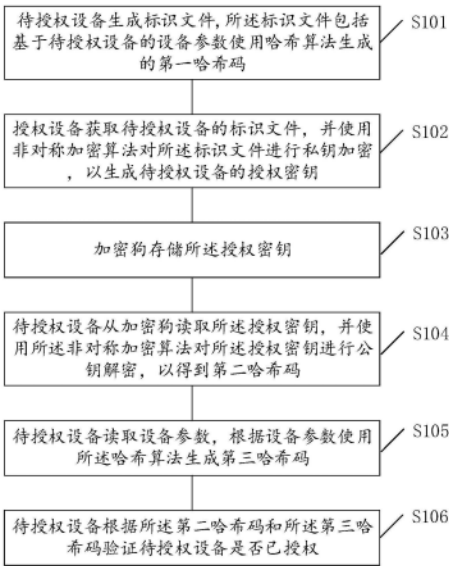 待授权设备生成标识文件,所述标识文件包括
基于待授权设备的设备参数使用哈希算法生成
的第一哈希码
S101
授权设备获取待授权设备的标识文件，并使用
非对称加密算法对所述标识文件进行私钥加密
，以生成待授权设备的授权密钥
S102
加密狗存储所述授权密钥
S103
待授权设备从加密狗读取所述授权密钥，并使
用所述非对称加密算法对所述授权密钥进行公
钥解密，以得到第二哈希码
S104
待授权设备读取设备参数，根据设备参数使用
所述哈希算法生成第三哈希码
S105
待授权设备根据所述第二哈希码和所述第三哈
希码验证待授权设备是否已授权
S106